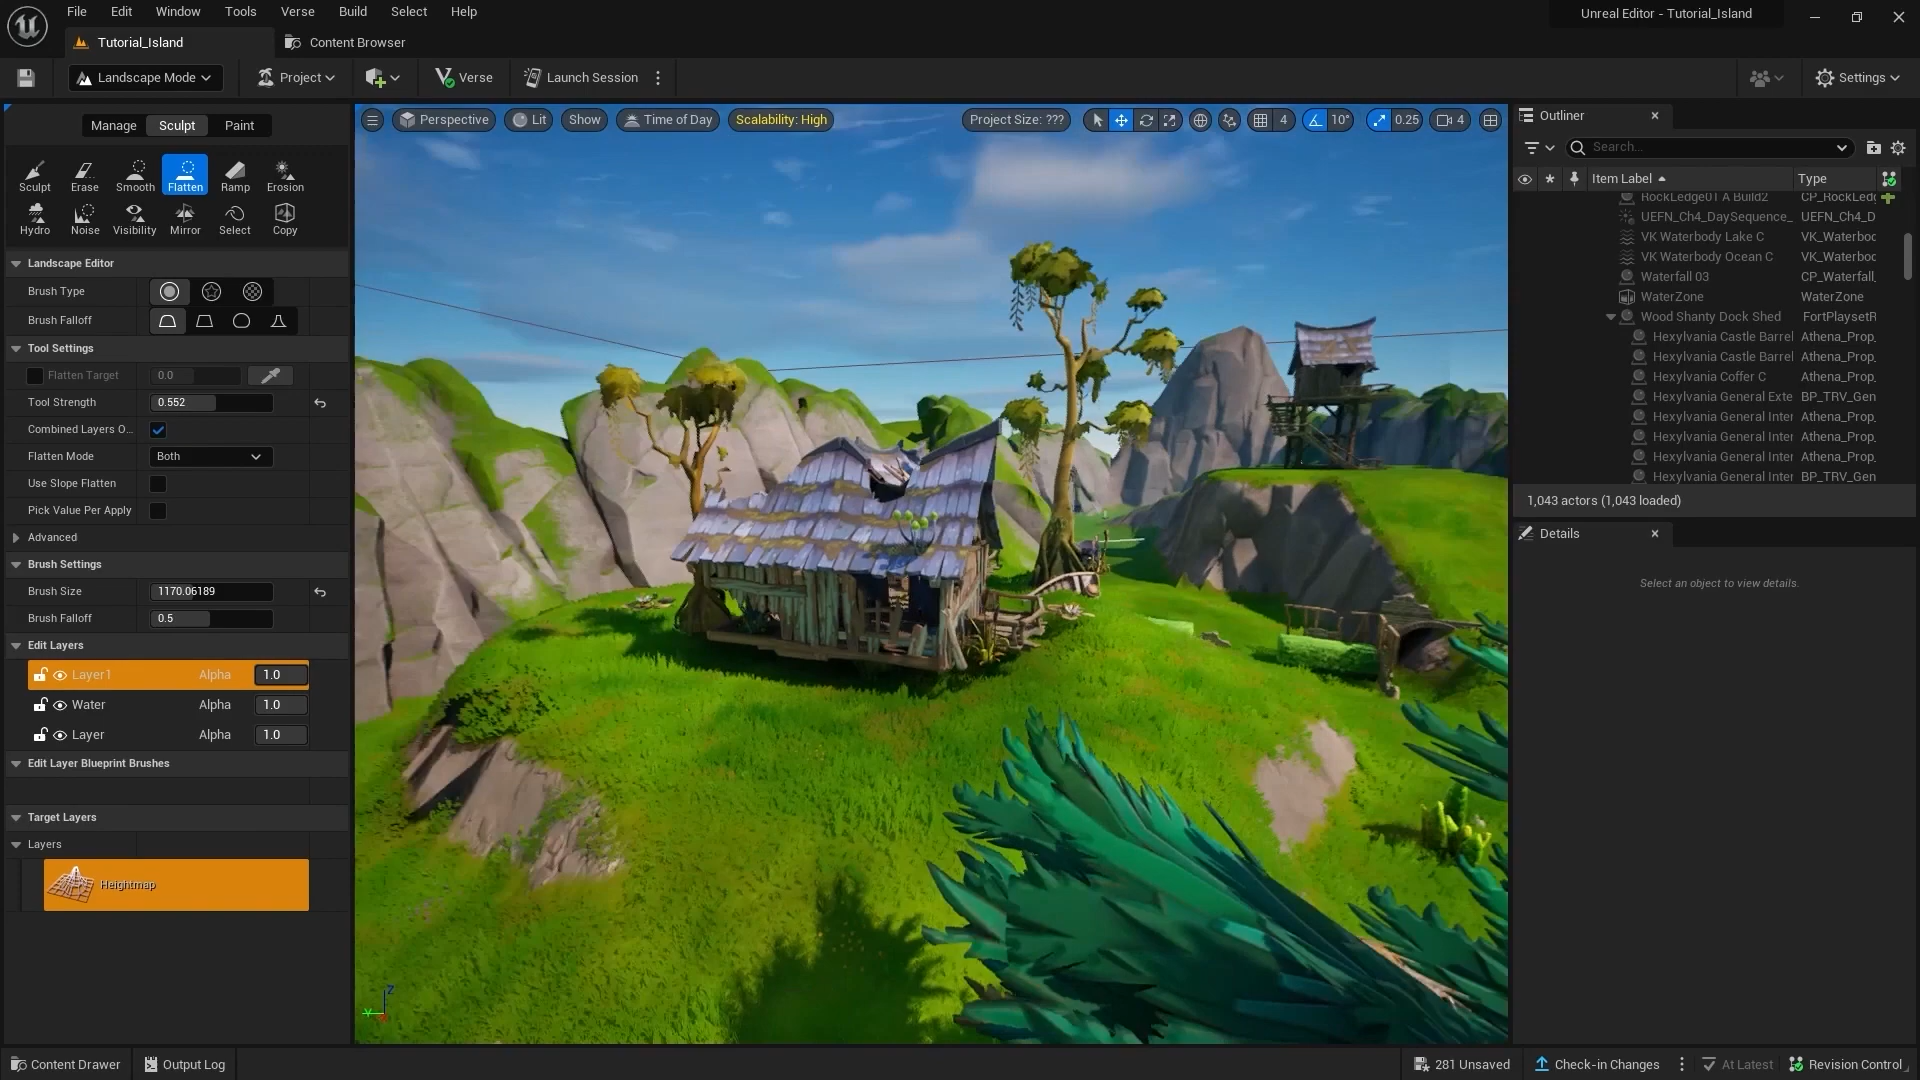 File Edit Window Tools Verse Build Select Help
Unreal Editor - Tutorial_Island
Tutorial_Island
Content Browser
Landscape Mode
Project
Verse
Launch Session
Settings
Manage Sculpt Paint
Sculpt Erase Smooth Flatten Ramp Erosion
Hydro Noise Visibility Mirror Select Copy
Landscape Editor
Brush Type
Brush Falloff
Tool Settings
Flatten Target 0.0
Tool Strength 0.552
Combined Layers O...
Flatten Mode Both
Use Slope Flatten
Pick Value Per Apply
Advanced
Brush Settings
Brush Size 1170.06189
Brush Falloff 0.5
Edit Layers
Layer1 Alpha 1.0
Water Alpha 1.0
Layer Alpha 1.0
Edit Layer Blueprint Brushes
Target Layers
Layers
Heightmap
Perspective Lit Show Time of Day Scalability: High
Project Size: ??? 4 10° 0.25 4
Z
Y
Outliner
Search...
Item Label Type
RockLedge01 A Build2 CP_RockLedg
UEFN_Ch4_DaySequence_ UEFN_Ch4_D
VK Waterbody Lake C VK_Waterboc
VK Waterbody Ocean C VK_Waterboc
Waterfall 03 CP_Waterfall_
WaterZone WaterZone
Wood Shanty Dock Shed FortPlaysetR
Hexylvania Castle Barrel Athena_Prop_
Hexylvania Castle Barrel Athena_Prop_
Hexylvania Coffer C Athena_Prop_
Hexylvania General Exte BP_TRV_Gen
Hexylvania General Inter Athena_Prop_
Hexylvania General Inter Athena_Prop_
Hexylvania General Inter Athena_Prop_
Hexylvania General Inter BP_TRV_Gen
1,043 actors (1,043 loaded)
Details
Select an object to view details.
Content Drawer
Output Log
281 Unsaved
Check-in Changes
At Latest
Revision Control